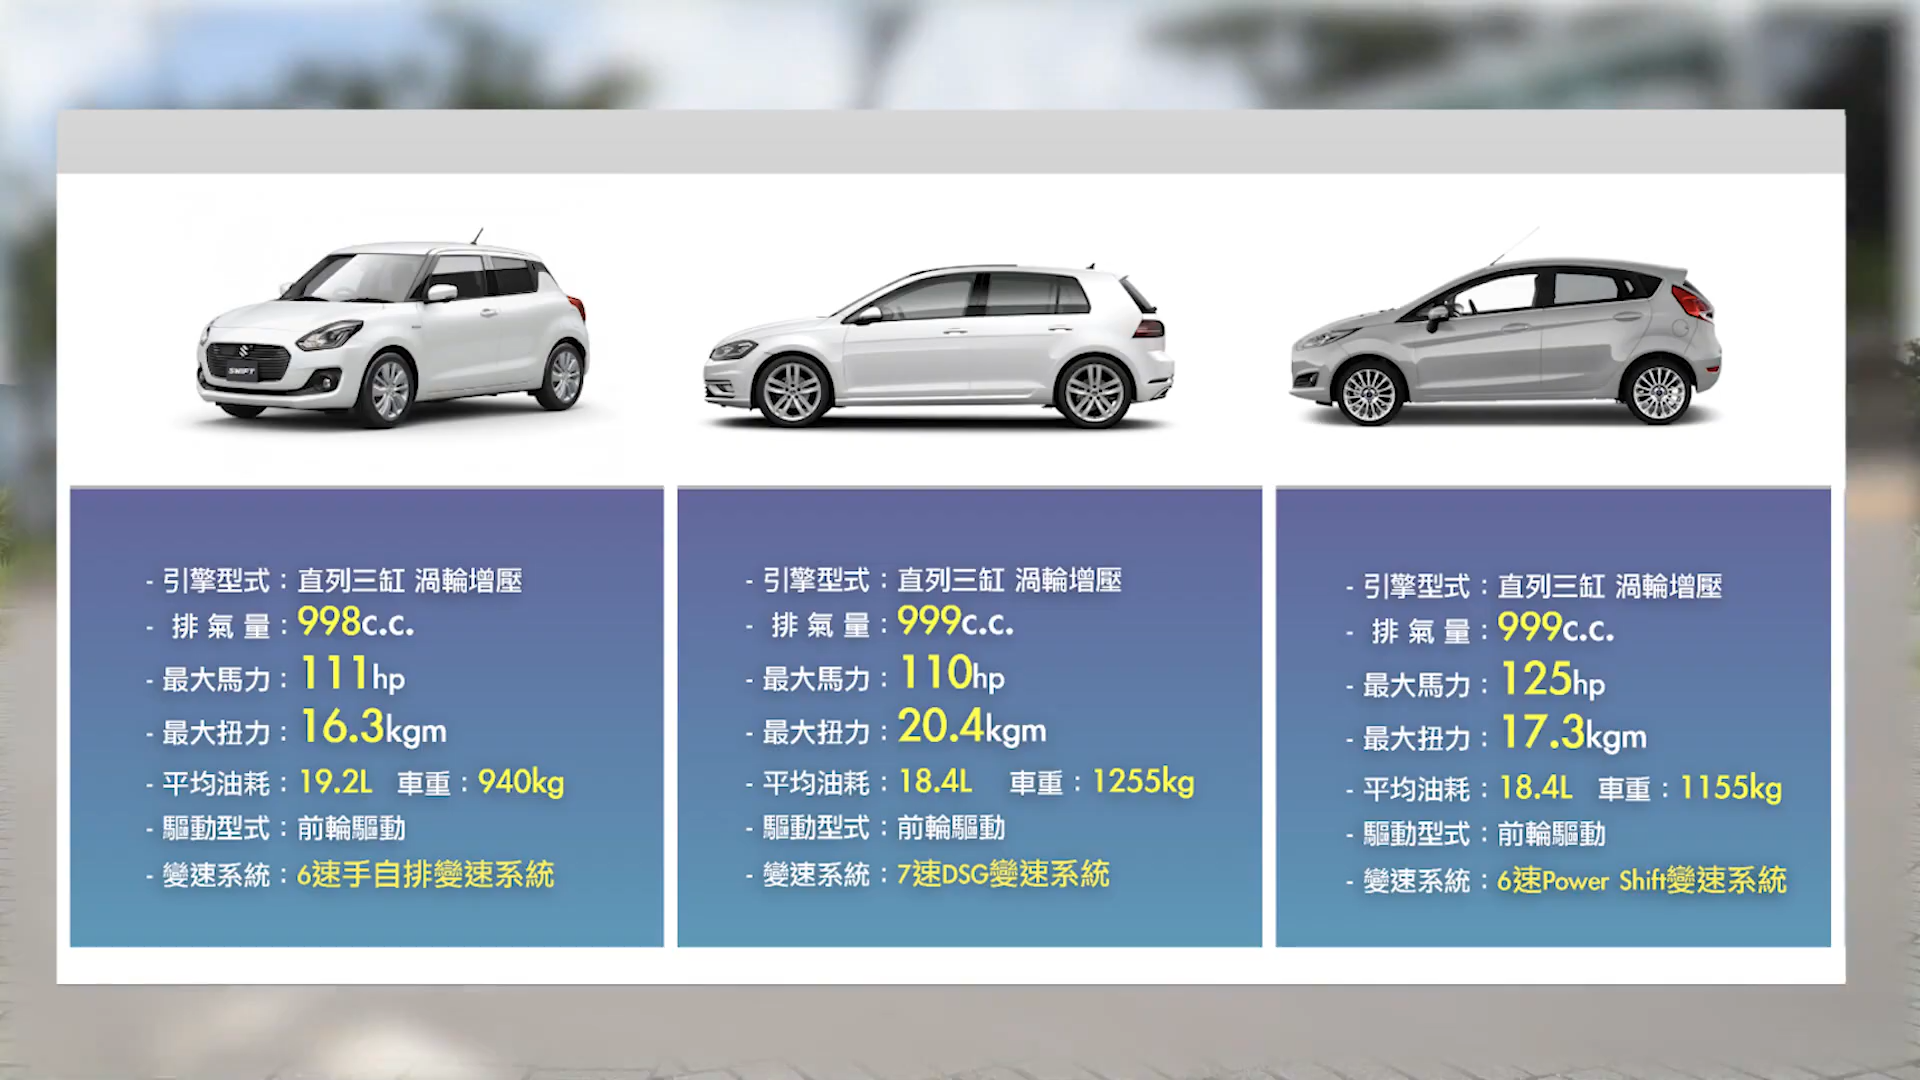 SWIFT
- 引擎型式：直列三缸 渦輪增壓
- 排氣量：998c.c.
- 最大馬力：111hp
- 最大扭力：16.3kgm
- 平均油耗：19.2L 車重：940kg
- 驅動型式：前輪驅動
- 變速系統：6速手自排變速系統
- 引擎型式：直列三缸 渦輪增壓
- 排氣量：999c.c.
- 最大馬力：110hp
- 最大扭力：20.4kgm
- 平均油耗：18.4L 車重：1255kg
- 驅動型式：前輪驅動
- 變速系統：7速DSG變速系統
- 引擎型式：直列三缸 渦輪增壓
- 排氣量：999c.c.
- 最大馬力：125hp
- 最大扭力：17.3kgm
- 平均油耗：18.4L 車重：1155kg
- 驅動型式：前輪驅動
- 變速系統：6速Power Shift變速系統